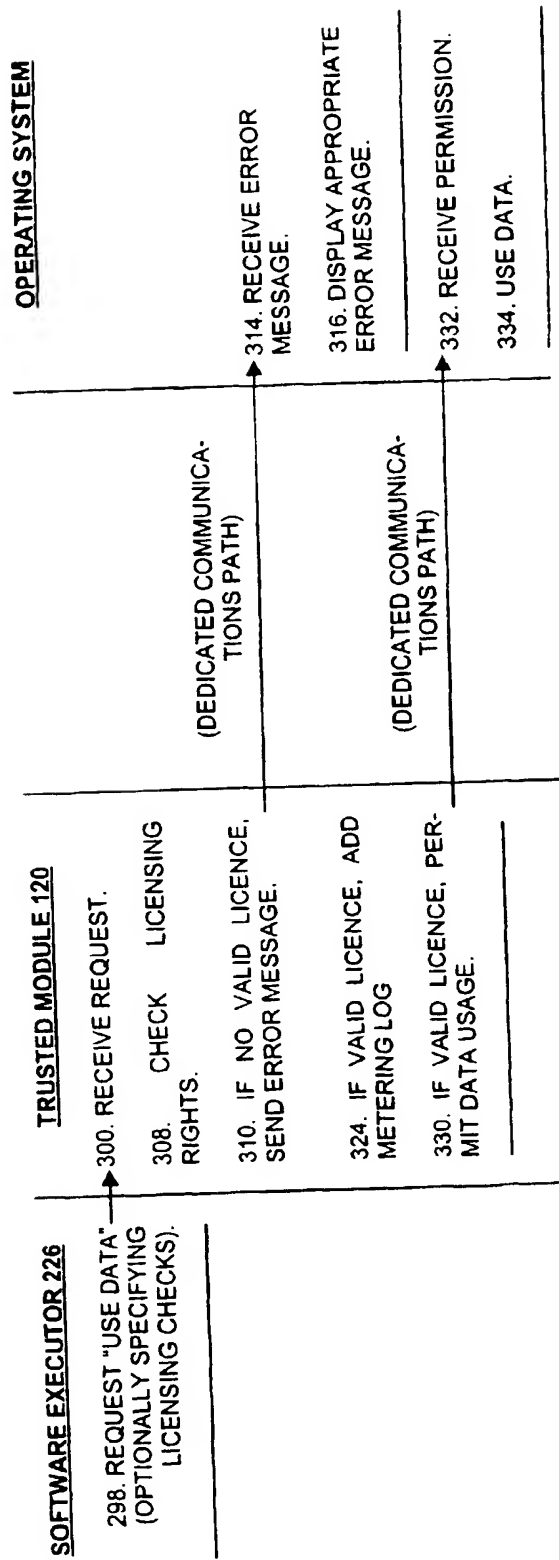 SOFTWARE EXECUTOR 226
298. REQUEST "USE DATA"
(OPTIONALLY SPECIFYING
LICENSING CHECKS).
TRUSTED MODULE 120
300. RECEIVE REQUEST.
308. CHECK LICENSING
RIGHTS.
310. IF NO VALID LICENCE,
SEND ERROR MESSAGE.
324. IF VALID LICENCE, ADD
METERING LOG
330. IF VALID LICENCE, PER-
MIT DATA USAGE.
(DEDICATED COMMUNICA-
TIONS PATH)
(DEDICATED COMMUNICA-
TIONS PATH)
OPERATING SYSTEM
314. RECEIVE ERROR
MESSAGE.
316. DISPLAY APPROPRIATE
ERROR MESSAGE.
332. RECEIVE PERMISSION.
334. USE DATA.